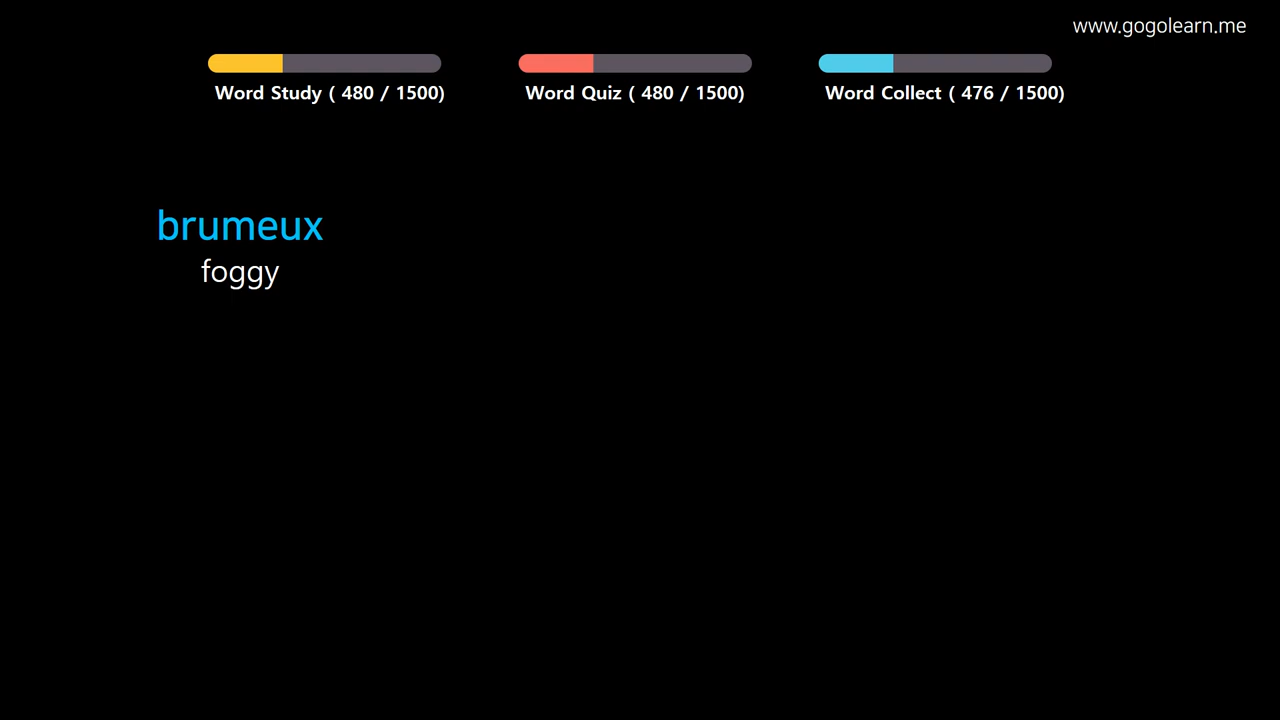 www.gogolearn.me
Word Study ( 480 / 1500)
Word Quiz ( 480 / 1500)
Word Collect ( 476 / 1500)
brumeux
foggy